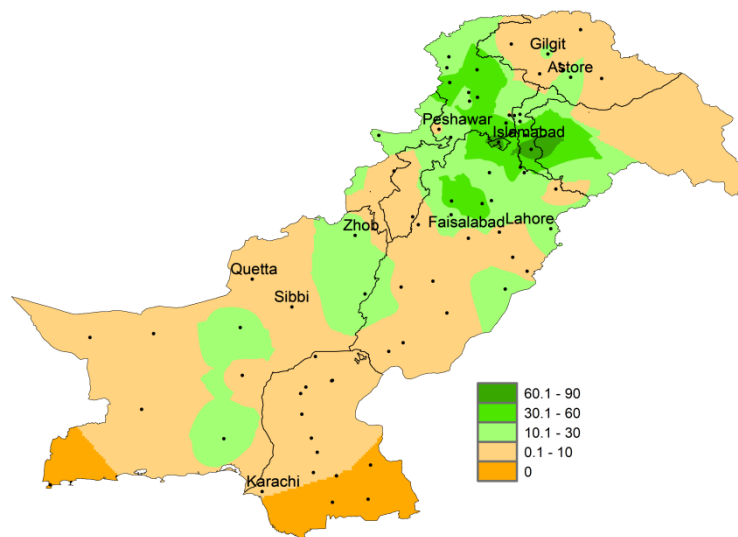 Gilgit
Astore
Peshawar
Islamabad
Zhob
Faisalabad
Lahore
Quetta
Sibbi
Karachi
60.1 - 90
30.1 - 60
10.1 - 30
0.1 - 10
0